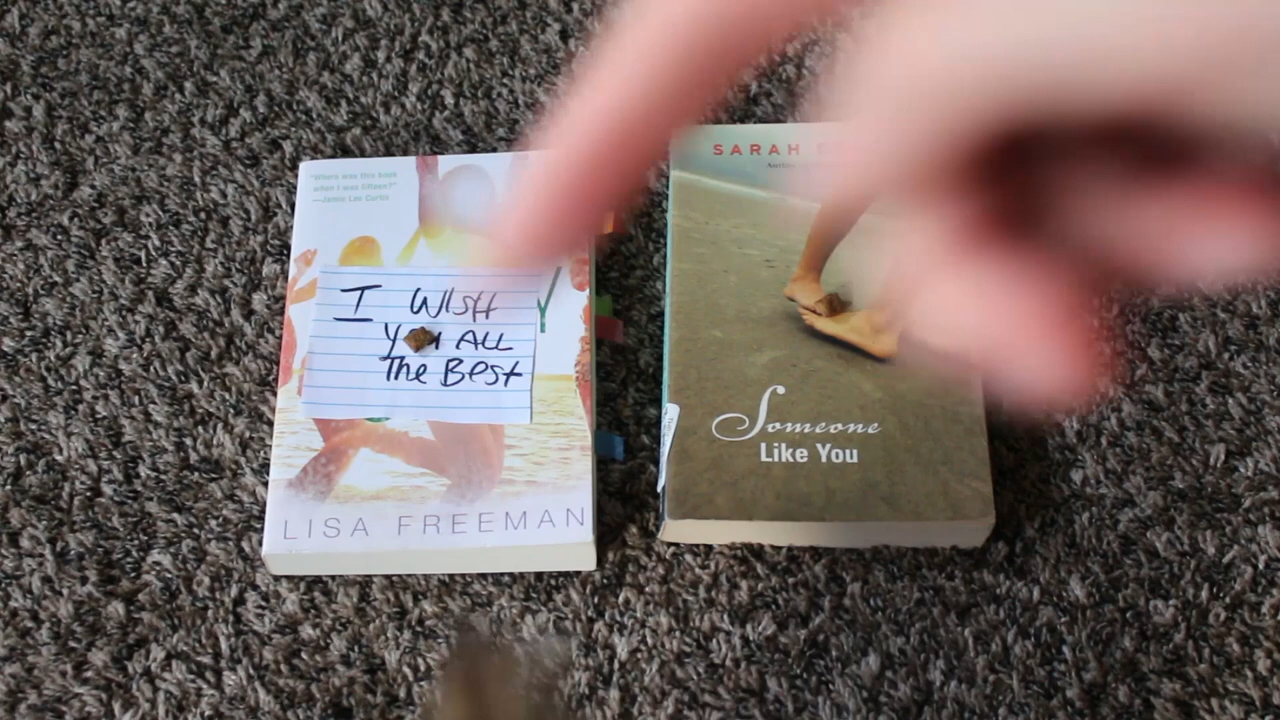 "Where was this book
when I was fifteen?"
—Jamie Lee Curtis
Y
I WISH
YOU ALL
The BEST
LISA FREEMAN
SARAH
Someone
Like You